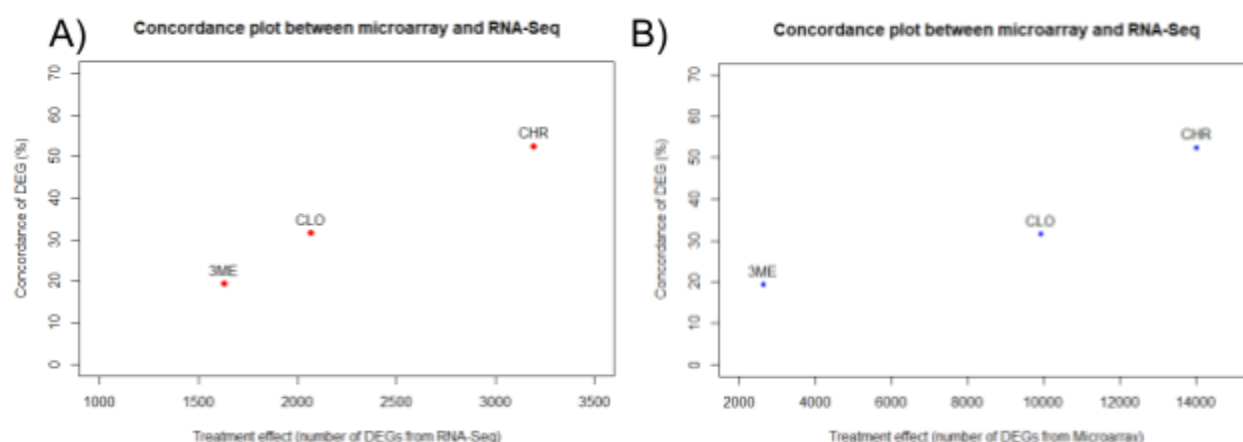 A)
Concordance plot between microarray and RNA-Seq
Concordance of DEG (%)
70
60
50
40
30
20
10
0
CHR
CLO
3ME
1000 1500 2000 2500 3000 3500
Treatment effect (number of DEGs from RNA-Seq)
B)
Concordance plot between microarray and RNA-Seq
Concordance of DEG (%)
70
60
50
40
30
20
10
0
CHR
CLO
3ME
2000 4000 6000 8000 10000 12000 14000
Treatment effect (number of DEGs from Microarray)